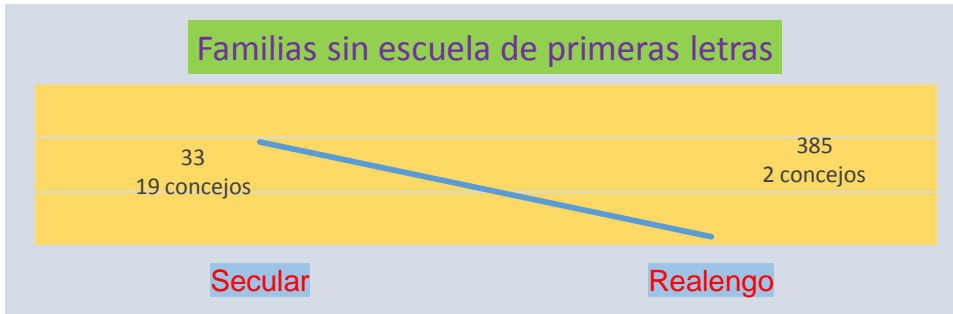 Familias sin escuela de primeras letras
33
19 concejos
385
2 concejos
Secular
Realengo